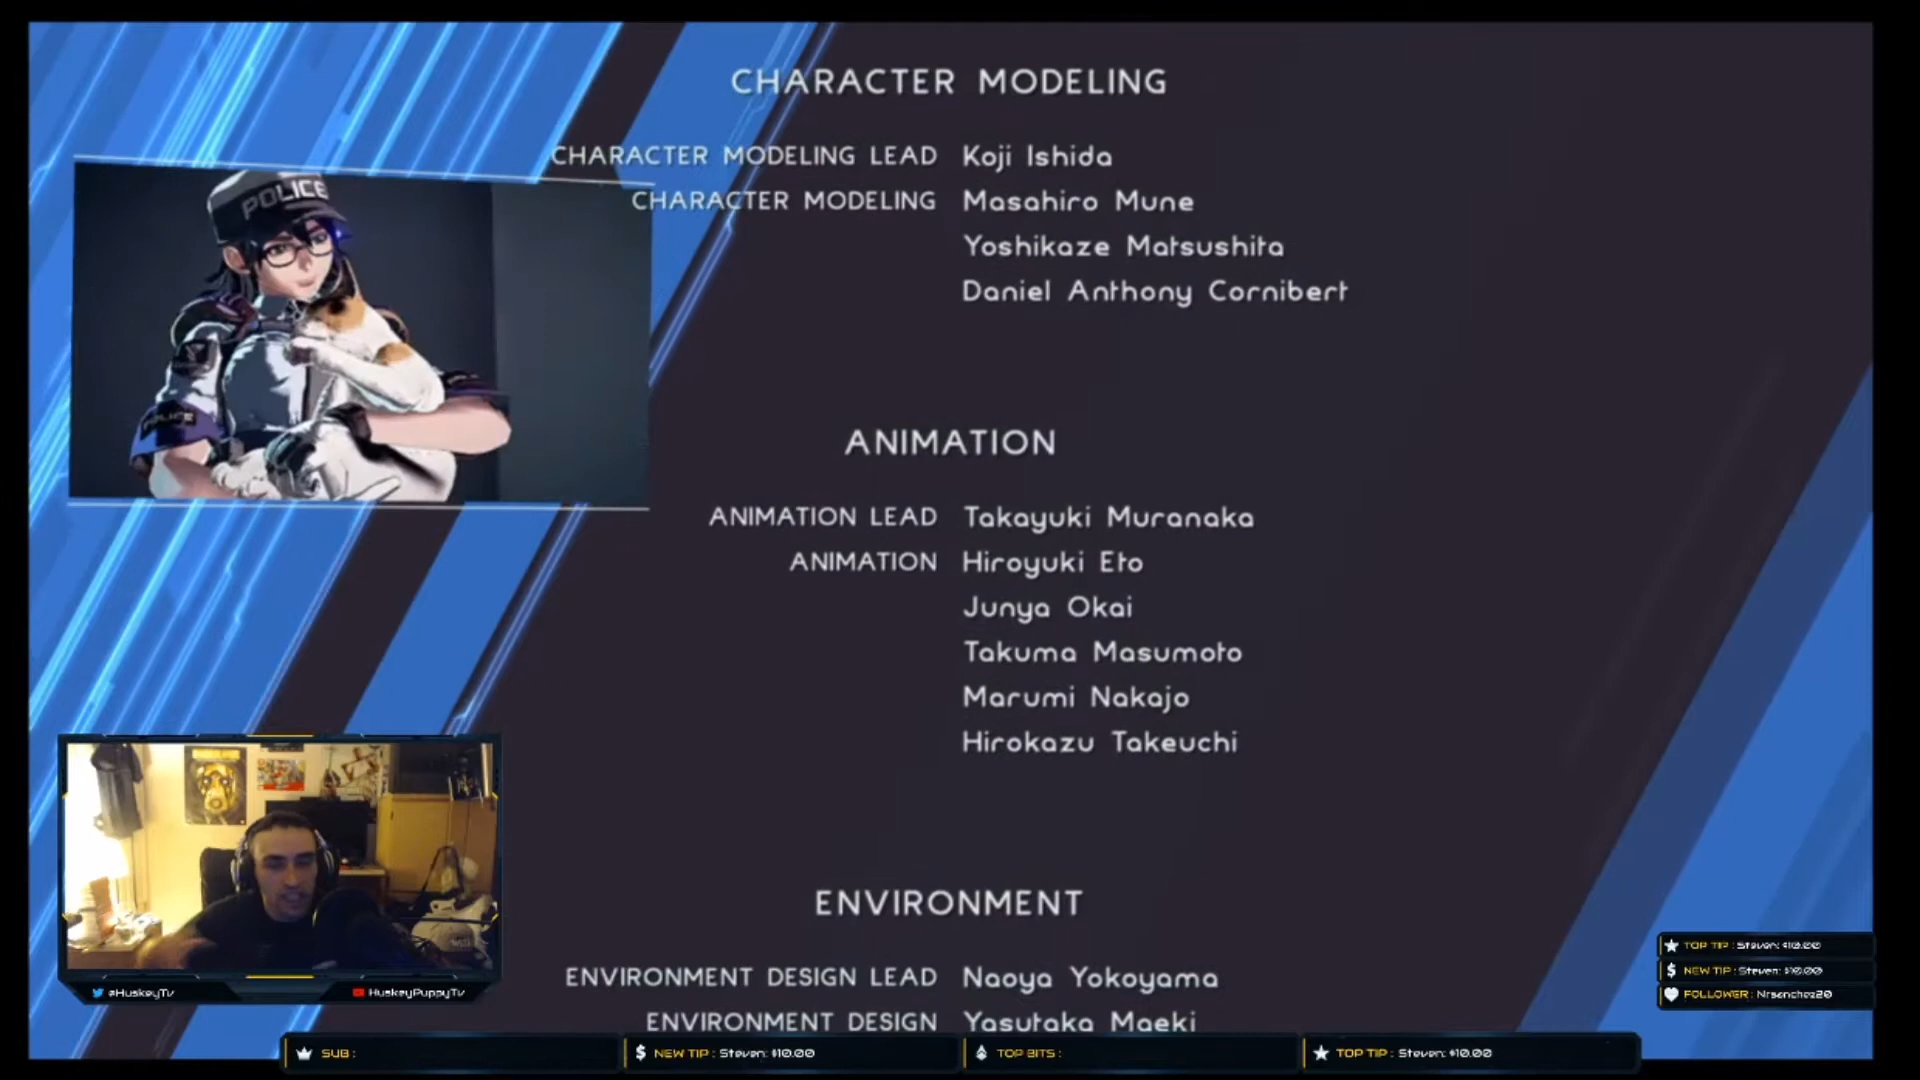 CHARACTER MODELING
CHARACTER MODELING LEAD Koji Ishida
CHARACTER MODELING Masahiro Mune
Yoshikaze Matsushita
Daniel Anthony Cornibert
POLICE
POLICE
ANIMATION
ANIMATION LEAD Takayuki Muranaka
ANIMATION Hiroyuki Eto
Junya Okai
Takuma Masumoto
Marumi Nakajo
Hirokazu Takeuchi
ENVIRONMENT
ENVIRONMENT DESIGN LEAD Naoya Yokoyama
ENVIRONMENT DESIGN Yasutaka Maeki
@HuskeyTv HuskeyPuppyTv
TOP TIP : Steven: $10.00
NEW TIP : Steven: $10.00
FOLLOWER : Nrsanchez20
SUB : NEW TIP : Steven: $10.00 TOP BITS : TOP TIP : Steven: $10.00